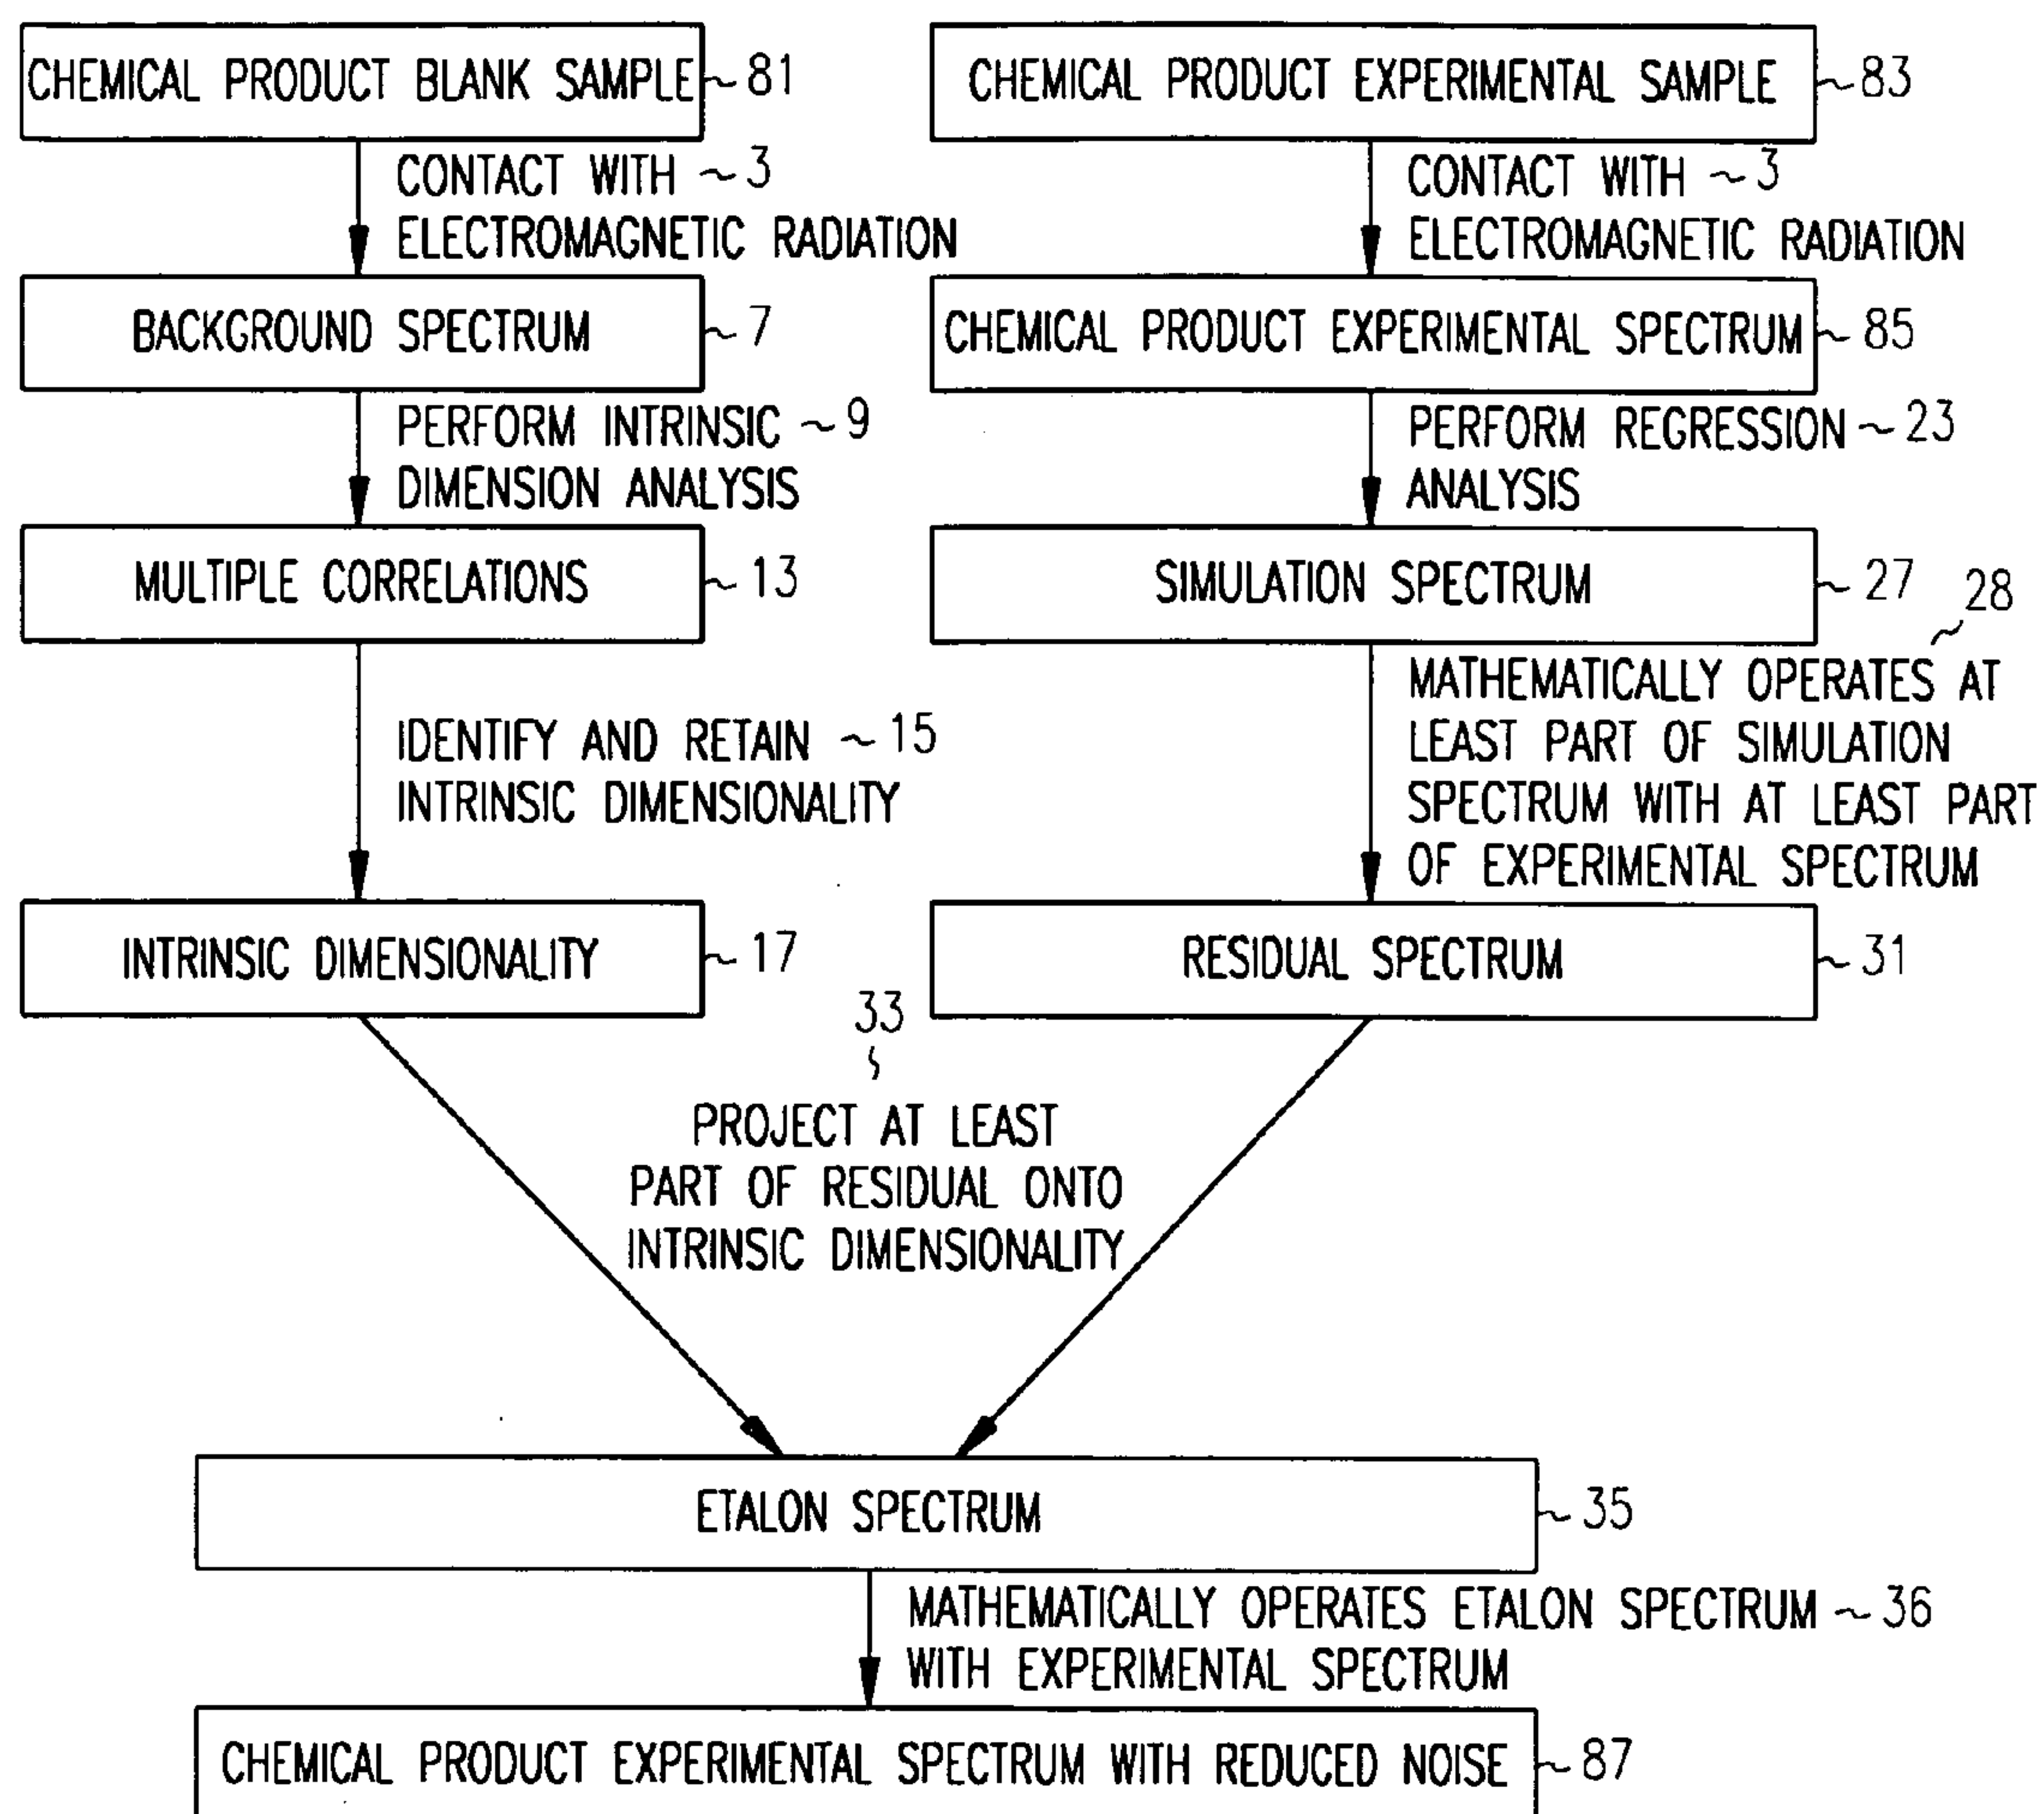 CHEMICAL PRODUCT BLANK SAMPLE ~81
CONTACT WITH ~3
ELECTROMAGNETIC RADIATION
BACKGROUND SPECTRUM ~7
PERFORM INTRINSIC ~9
DIMENSION ANALYSIS
MULTIPLE CORRELATIONS ~13
IDENTIFY AND RETAIN ~15
INTRINSIC DIMENSIONALITY
INTRINSIC DIMENSIONALITY ~17
CHEMICAL PRODUCT EXPERIMENTAL SAMPLE ~83
CONTACT WITH ~3
ELECTROMAGNETIC RADIATION
CHEMICAL PRODUCT EXPERIMENTAL SPECTRUM ~85
PERFORM REGRESSION ~23
ANALYSIS
SIMULATION SPECTRUM ~27
28
MATHEMATICALLY OPERATES AT
LEAST PART OF SIMULATION
SPECTRUM WITH AT LEAST PART
OF EXPERIMENTAL SPECTRUM
RESIDUAL SPECTRUM ~31
33
PROJECT AT LEAST
PART OF RESIDUAL ONTO
INTRINSIC DIMENSIONALITY
ETALON SPECTRUM ~35
MATHEMATICALLY OPERATES ETALON SPECTRUM ~36
WITH EXPERIMENTAL SPECTRUM
CHEMICAL PRODUCT EXPERIMENTAL SPECTRUM WITH REDUCED NOISE ~87